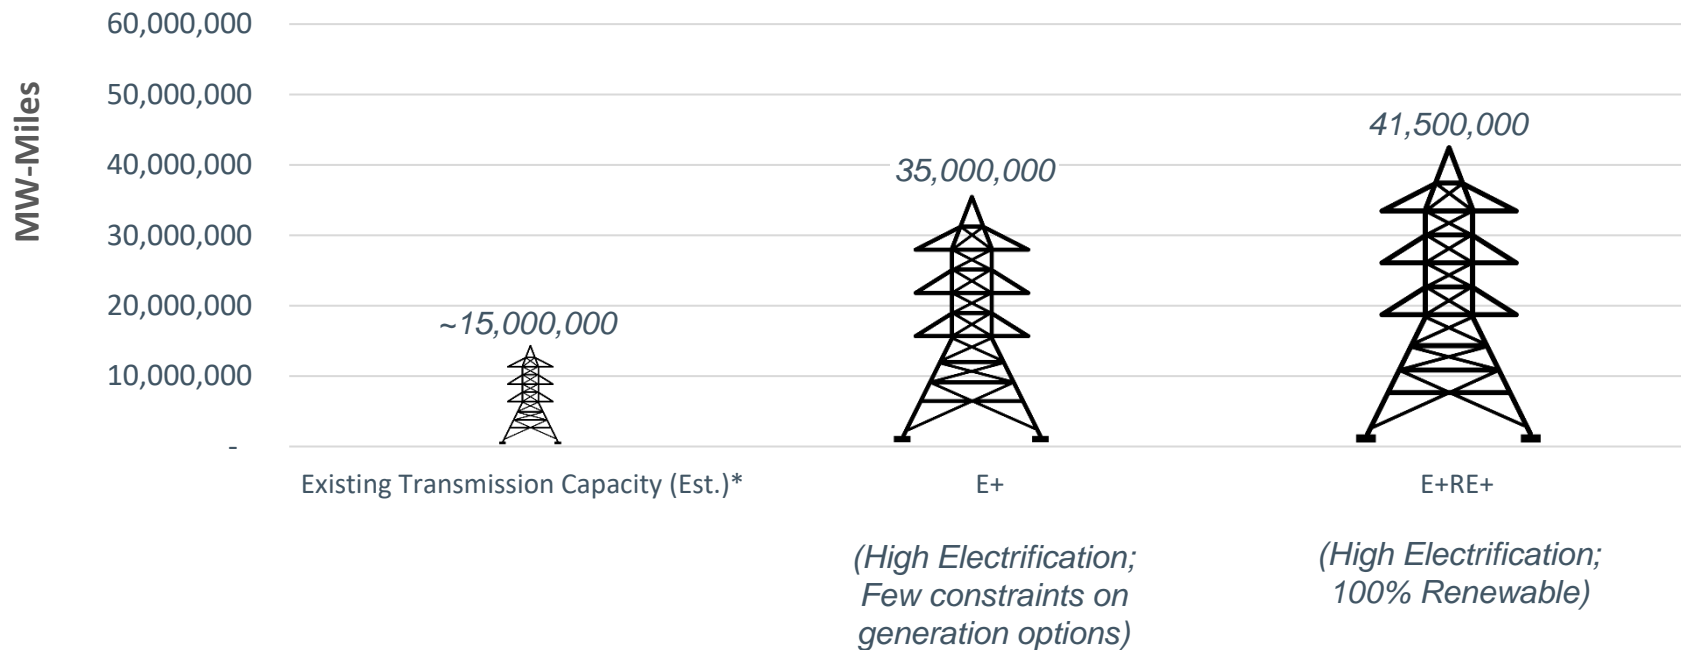 MW-Miles
60,000,000
50,000,000
40,000,000
30,000,000
20,000,000
10,000,000
-
~15,000,000
35,000,000
41,500,000
Existing Transmission Capacity (Est.)*
E+
E+RE+
(High Electrification;
Few constraints on
generation options)
(High Electrification;
100% Renewable)